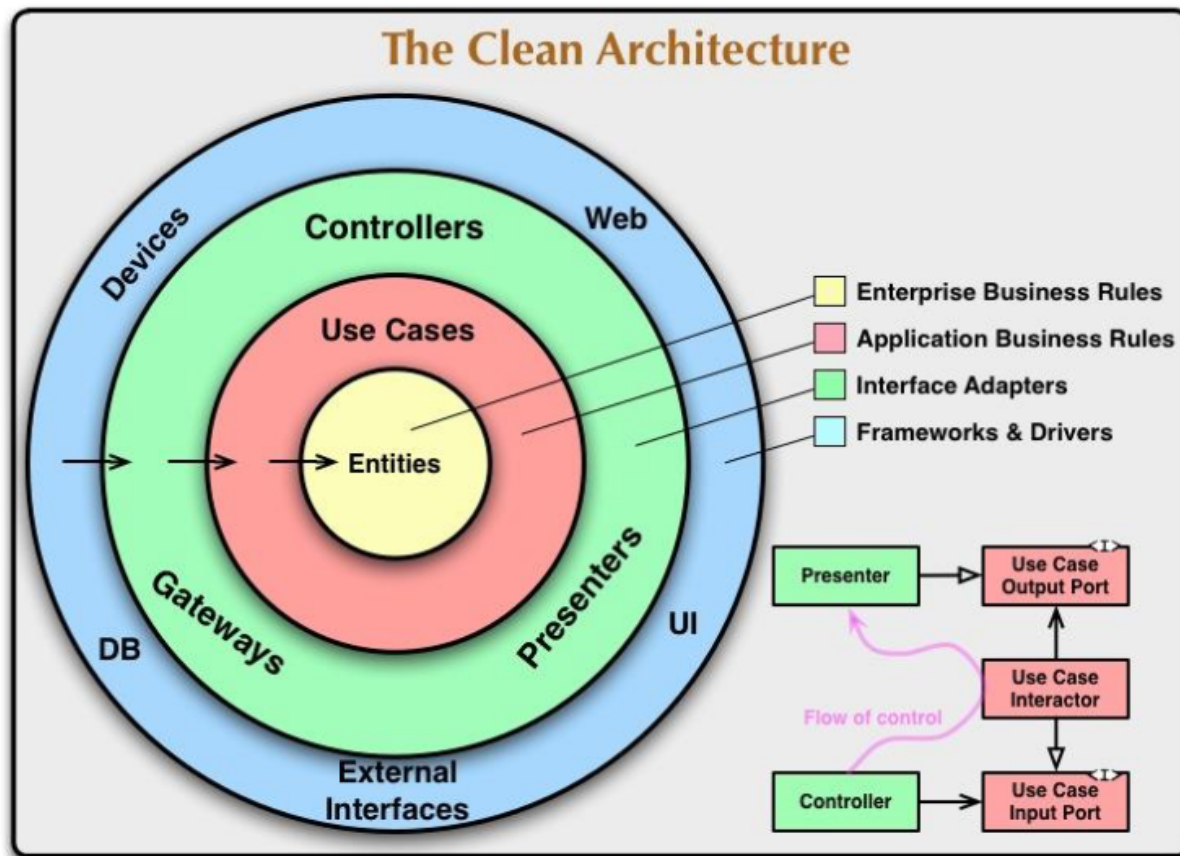 The Clean Architecture
Devices
Controllers
Web
Use Cases
Entities
Gateways
Presenters
DB
UI
External
Interfaces
Enterprise Business Rules
Application Business Rules
Interface Adapters
Frameworks & Drivers
Presenter
<I>
Use Case
Output Port
Use Case
Interactor
Flow of control
Controller
<I>
Use Case
Input Port